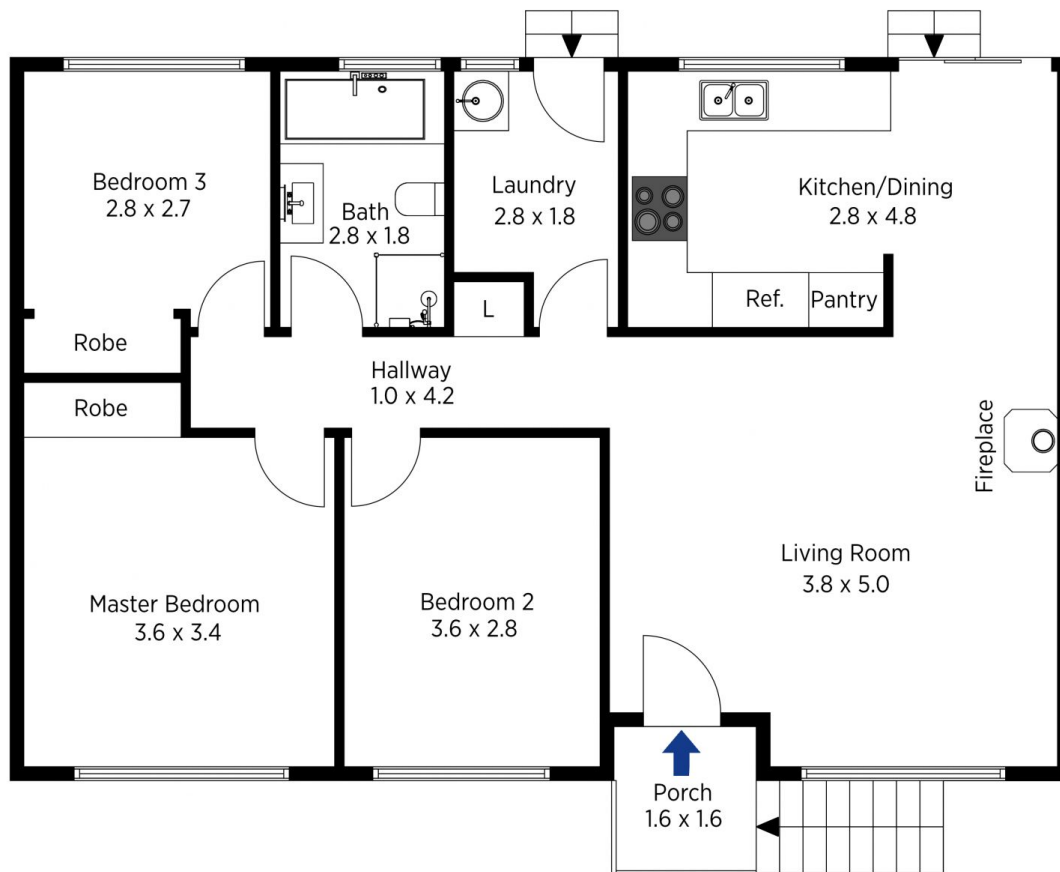 Bedroom 3
2.8 x 2.7
Bath
2.8 x 1.8
Laundry
2.8 x 1.8
Kitchen/Dining
2.8 x 4.8
L
Ref.
Pantry
Robe
Hallway
1.0 x 4.2
Robe
Fireplace
Living Room
3.8 x 5.0
Master Bedroom
3.6 x 3.4
Bedroom 2
3.6 x 2.8
Porch
1.6 x 1.6